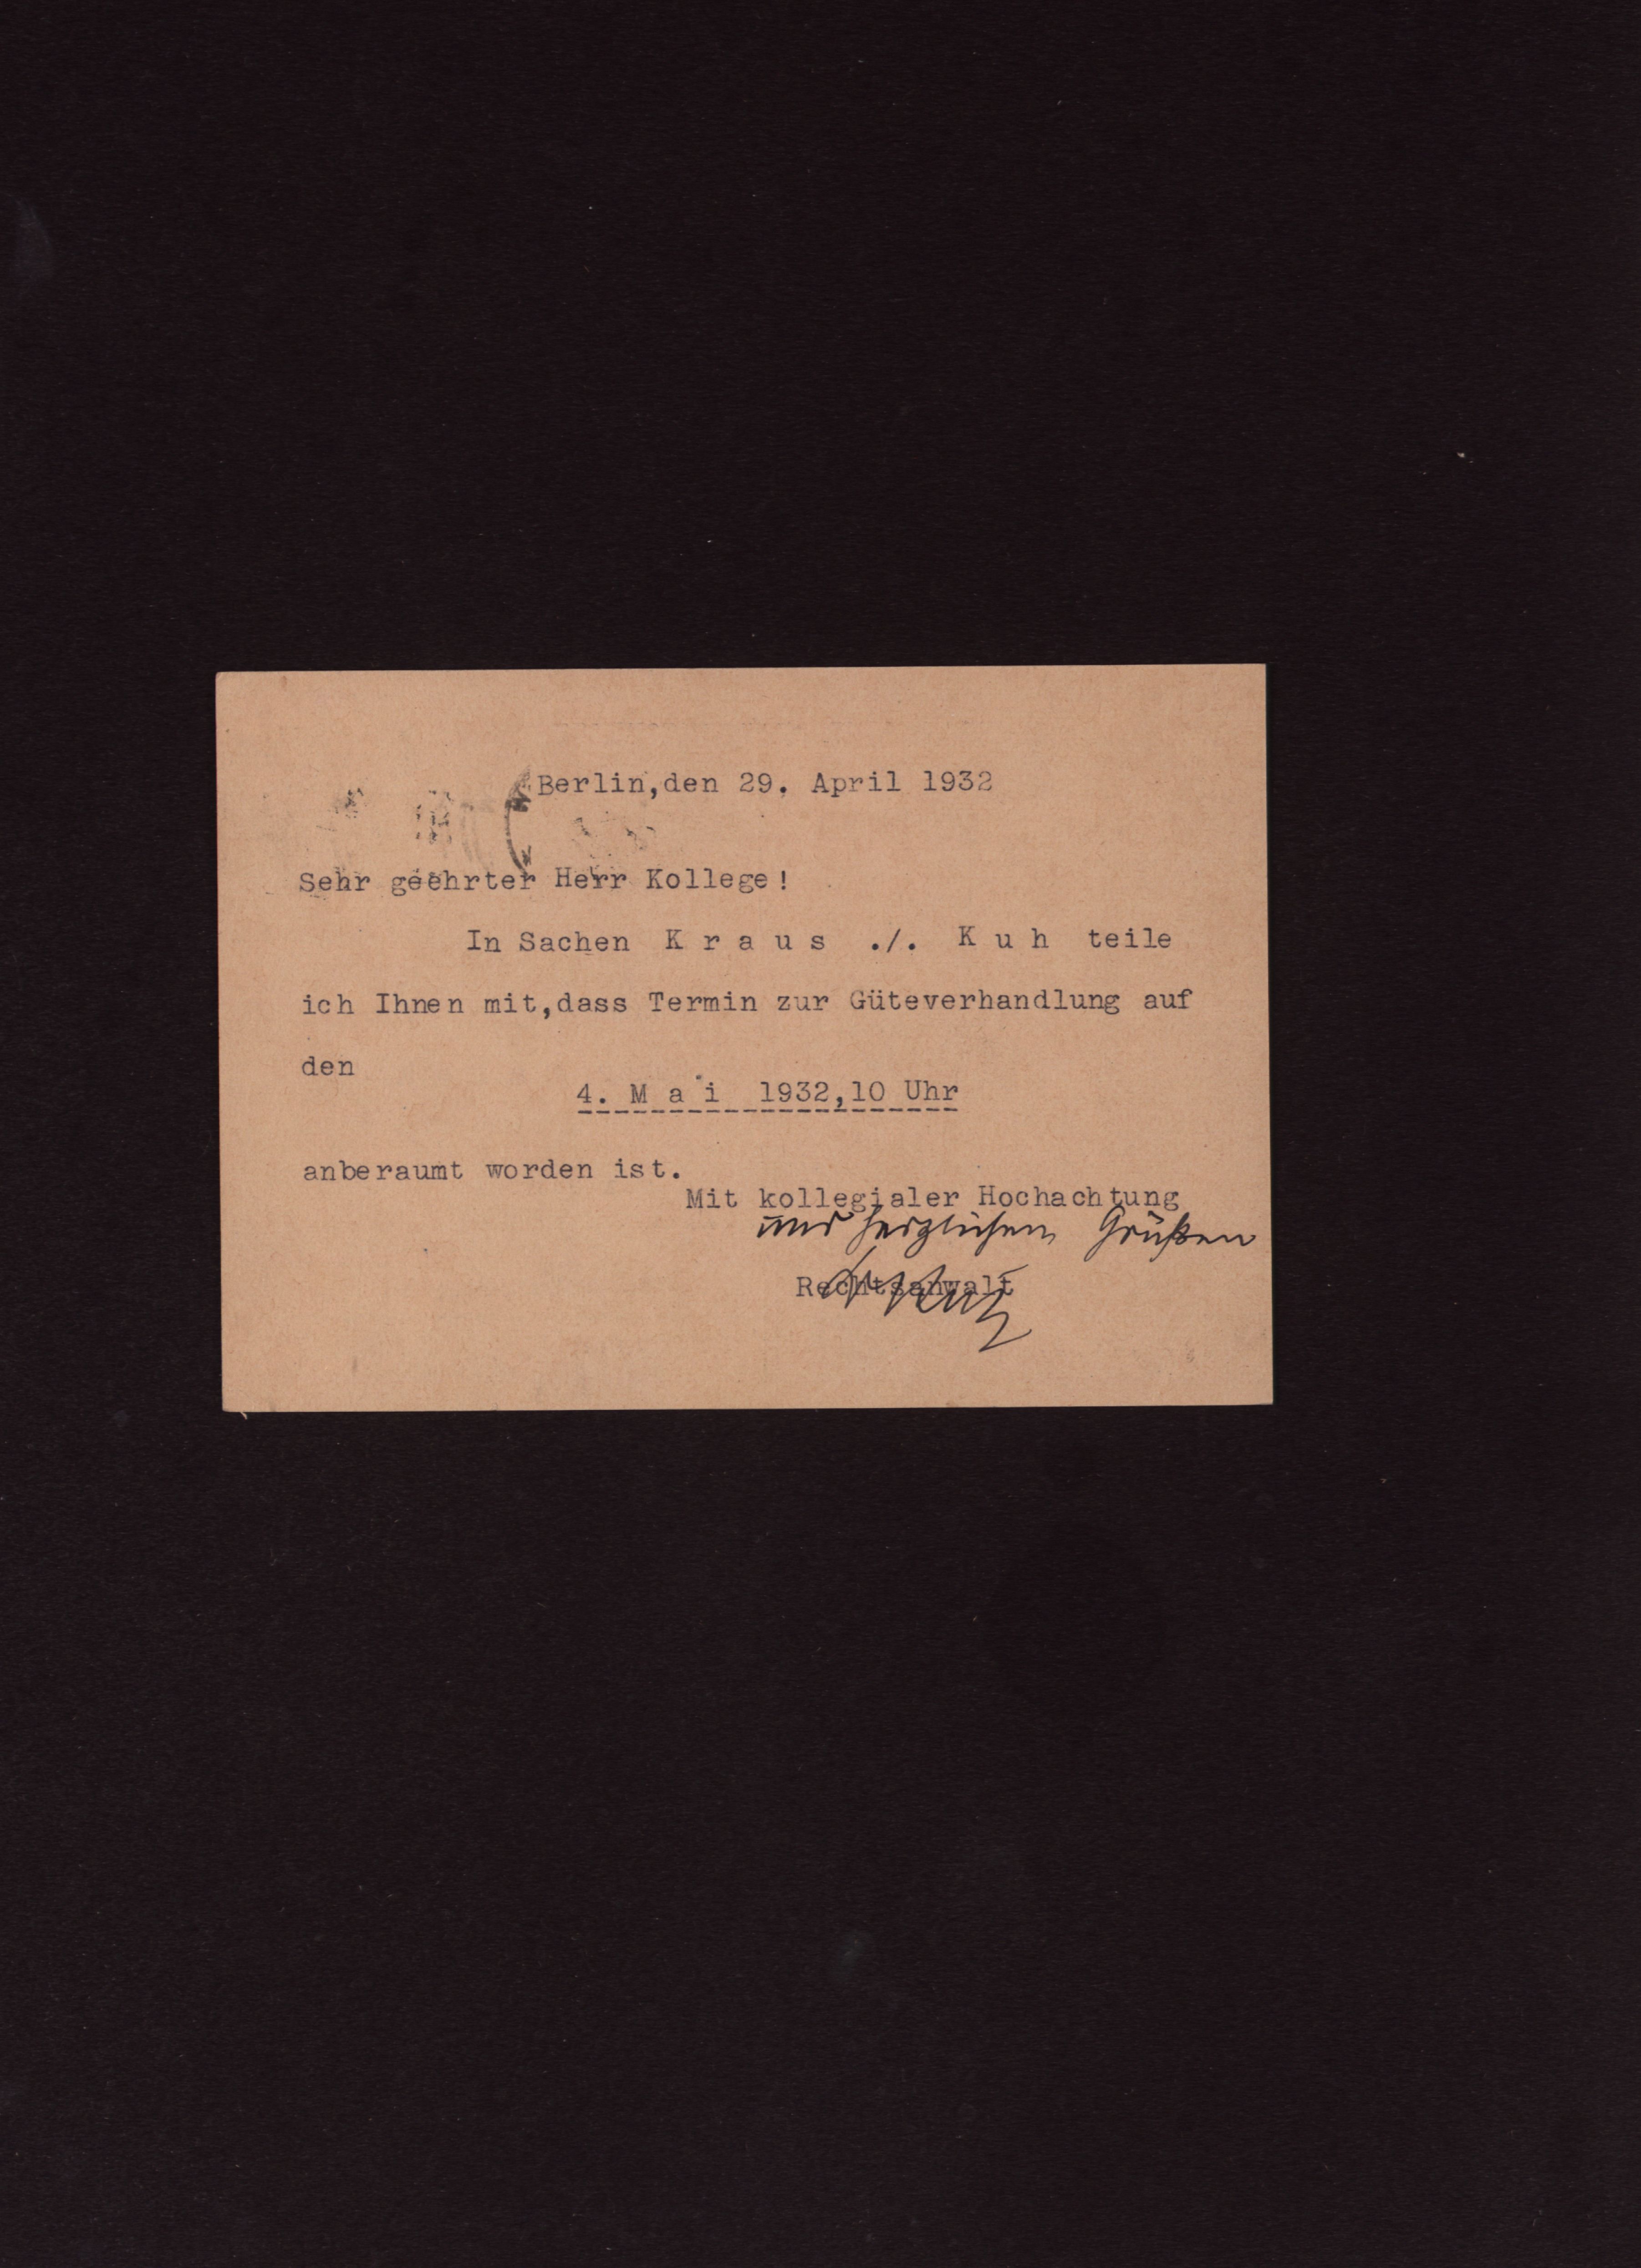 Berlin,den 29. April 1932
Sehr geehrter Herr Kollege!
In Sachen K r a u s ./. K u h teile
ich Ihnen mit,dass Termin zur Güteverhandlung auf
den
4. M a i 1932,10 Uhr
anberaumt worden ist.
Mit kollegialer Hochachtung
und herzlichen Grüßen
Rechtsanwalt